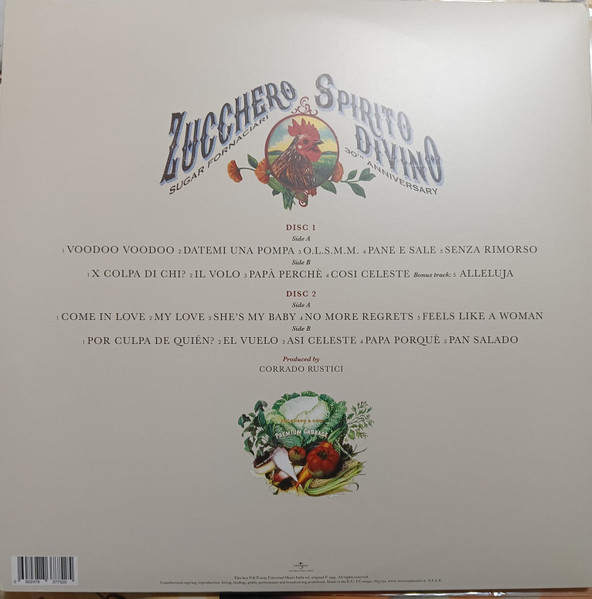 ZUCCHERO SPIRITO DIVINO
SUGAR FORNACIARI 30TH ANNIVERSARY
DISC 1
Side A
1 VOODOO VOODOO 2 DATEMI UNA POMPA 3 O.L.S.M.M. 4 PANE E SALE 5 SENZA RIMORSO
Side B
1 X COLPA DI CHI? 2 IL VOLO 3 PAPÀ PERCHÈ 4 COSI CELESTE Bonus track: 5 ALLELUJA
DISC 2
Side A
1 COME IN LOVE 2 MY LOVE 3 SHE'S MY BABY 4 NO MORE REGRETS 5 FEELS LIKE A WOMAN
Side B
1 POR CULPA DE QUIÉN? 2 EL VUELO 3 ASI CELESTE 4 PAPA PORQUÈ 5 PAN SALADO
Produced by
CORRADO RUSTICI
PREMIUM CABBAGE